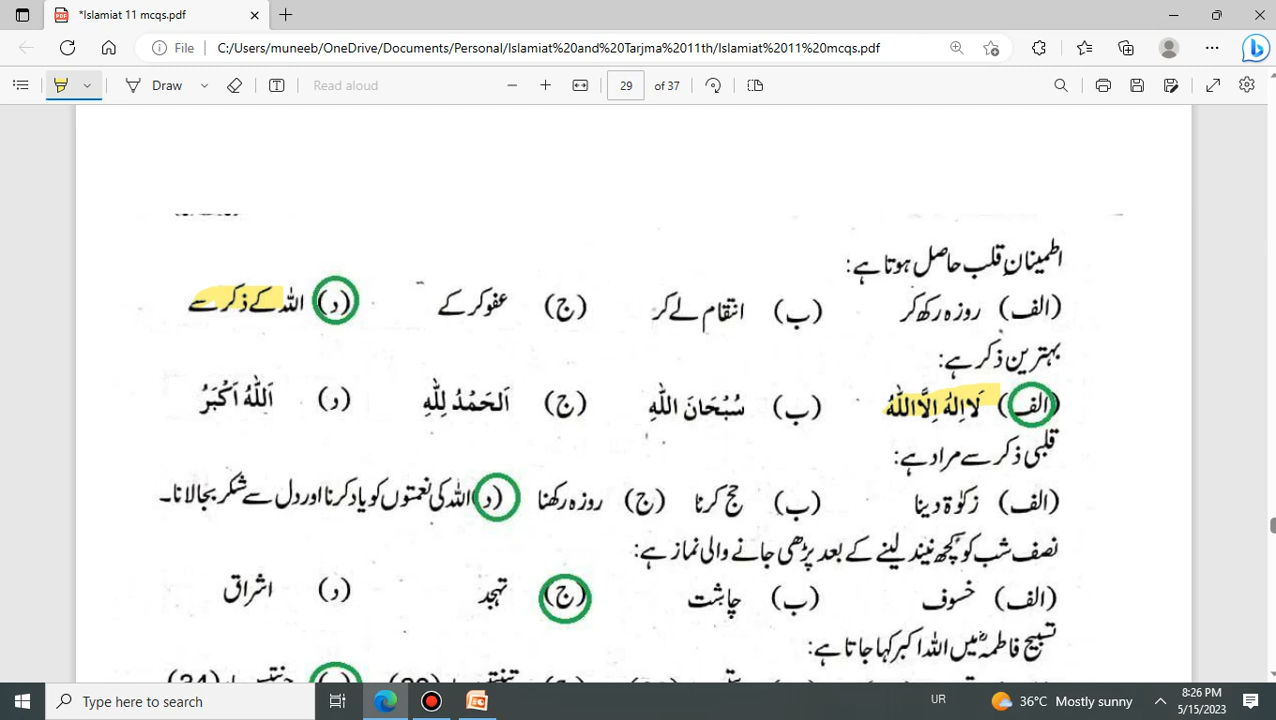 *Islamiat 11 mcqs.pdf
File C:/Users/muneeb/OneDrive/Documents/Personal/Islamiat%20and%20Tarjma%2011th/Islamiat%2011%20mcqs.pdf
Draw Read aloud 29 of 37
اطمینانِ قلب حاصل ہوتا ہے:
(الف) روزہ رکھ کر (ب) انتقام لے کر (ج) عفو کر کے (د) اللہ کے ذکر سے
بہترین ذکر ہے:
(الف) لَا اِلٰہَ اِلَّا اللّٰہُ (ب) سُبْحَانَ اللّٰہِ (ج) اَلْحَمْدُ لِلّٰہِ (د) اَللّٰہُ اَکْبَرُ
قلبی ذکر سے مراد ہے:
(الف) زکوٰۃ دینا (ب) حج کرنا (ج) روزہ رکھنا (د) اللہ کی نعمتوں کو یاد کرنا اور دل سے شکر بجا لانا۔
نصف شب کو کچھ نیند لینے کے بعد پڑھی جانے والی نماز ہے:
(الف) خسوف (ب) چاشت (ج) تہجد (د) اشراق
تسبیح فاطمہؓ میں اللہ اکبر کہا جاتا ہے:
Type here to search UR 36°C Mostly sunny 3:26 PM
5/15/2023